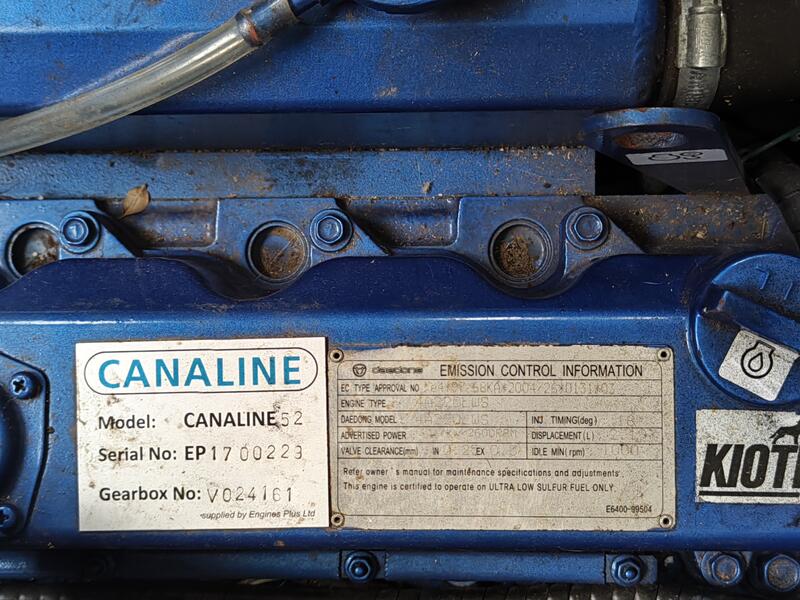 CANALINE
Model: CANALINE 52
Serial No: EP1700223
Gearbox No: V024161
supplied by Engines Plus Ltd
daedong EMISSION CONTROL INFORMATION
EC TYPE APPROVAL NO
ENGINE TYPE
DAEDONG MODEL INJ. TIMING(deg)
ADVERTISED POWER DISPLACEMENT(L)
VALVE CLEARANCE(mm) IN EX IDLE MIN(rpm)
Refer owner's manual for maintenance specifications and adjustments
This engine is certified to operate on ULTRA LOW SULFUR FUEL ONLY.
E6400-99504